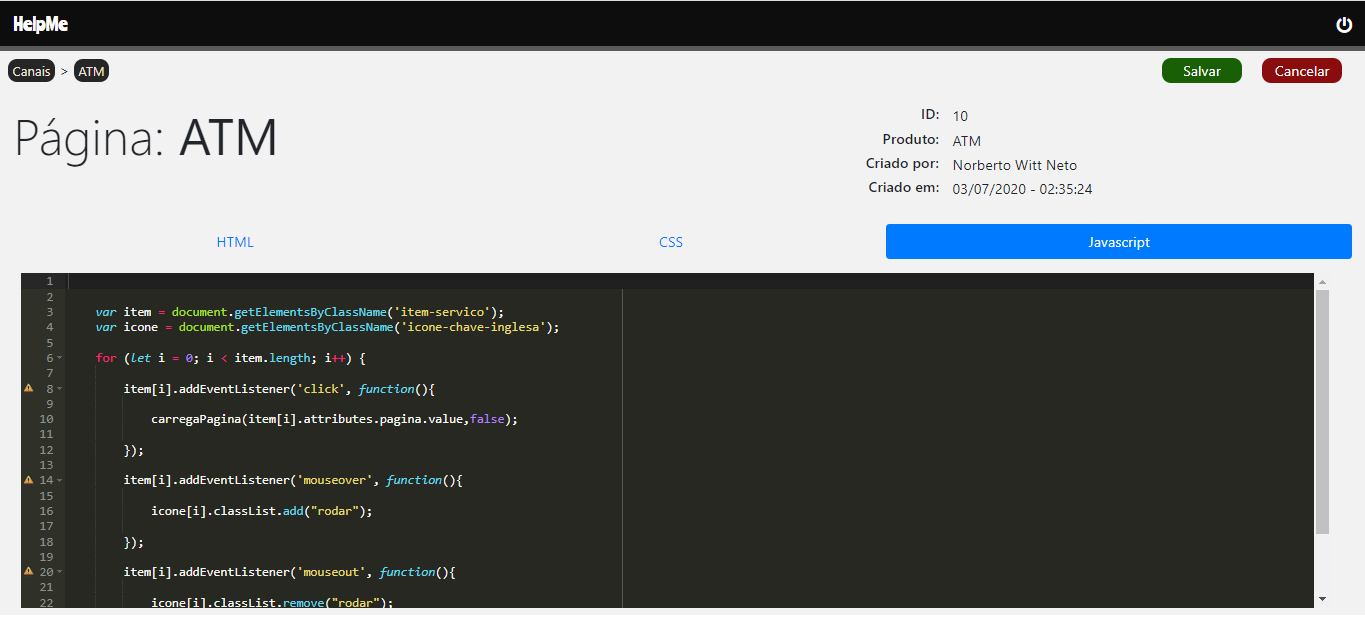 HelpMe
Canais > ATM
Salvar
Cancelar
Página: ATM
ID: 10
Produto: ATM
Criado por: Norberto Witt Neto
Criado em: 03/07/2020 - 02:35:24
HTML
CSS
Javascript
1
2
3 var item = document.getElementsByClassName('item-servico');
4 var icone = document.getElementsByClassName('icone-chave-inglesa');
5
6 for (let i = 0; i < item.length; i++) {
7
8 item[i].addEventListener('click', function(){
9
10 carregaPagina(item[i].attributes.pagina.value,false);
11
12 });
13
14 item[i].addEventListener('mouseover', function(){
15
16 icone[i].classList.add("rodar");
17
18 });
19
20 item[i].addEventListener('mouseout', function(){
21
22 icone[i].classList.remove("rodar");